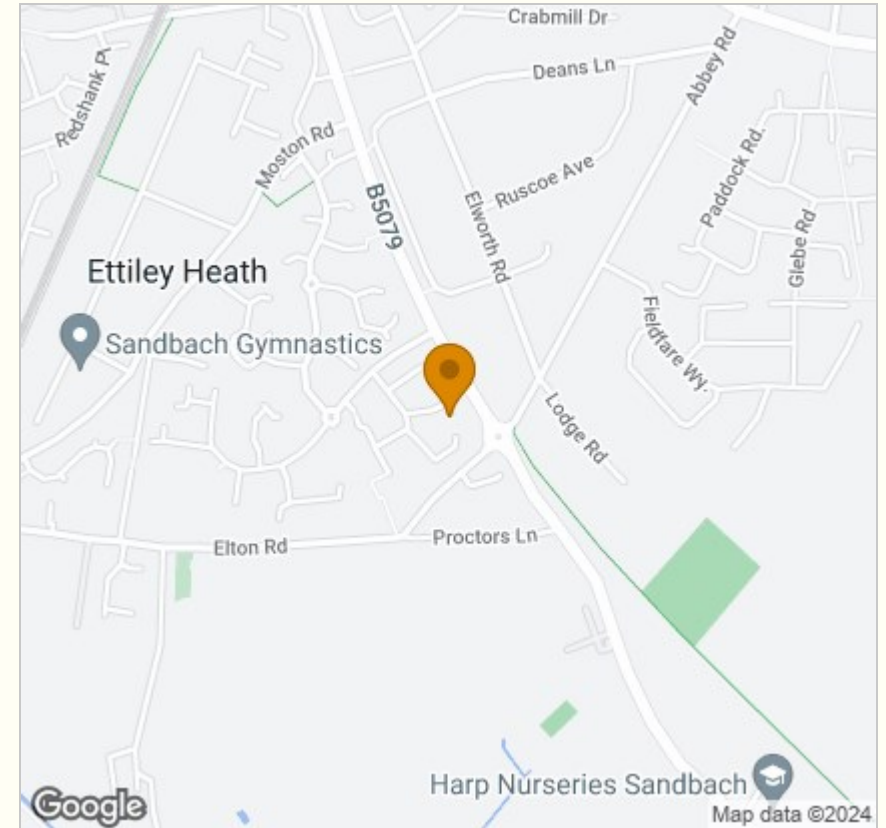 Crabmill Dr
Redshank Pl
Deans Ln
Abbey Rd
Moston Rd
Paddock Rd.
Ruscoe Ave
B5079
Elworth Rd
Glebe Rd
Ettiley Heath
Sandbach Gymnastics
Fieldfare Wy.
Lodge Rd
Elton Rd
Proctors Ln
Harp Nurseries Sandbach
Google
Map data ©2024